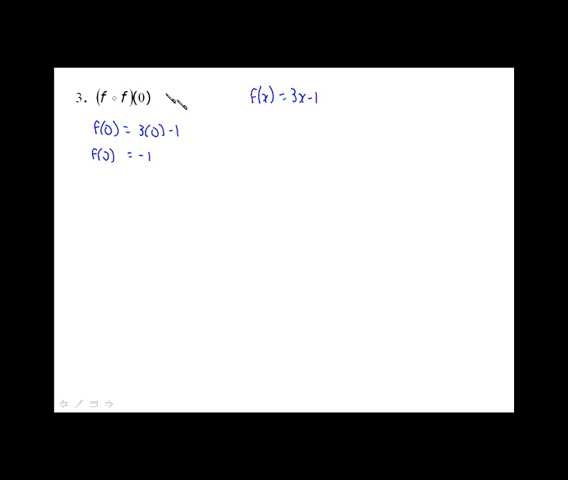 3. (f ∘ f)(0)
f(x) = 3x - 1
f(0) = 3(0) - 1
f(0) = -1